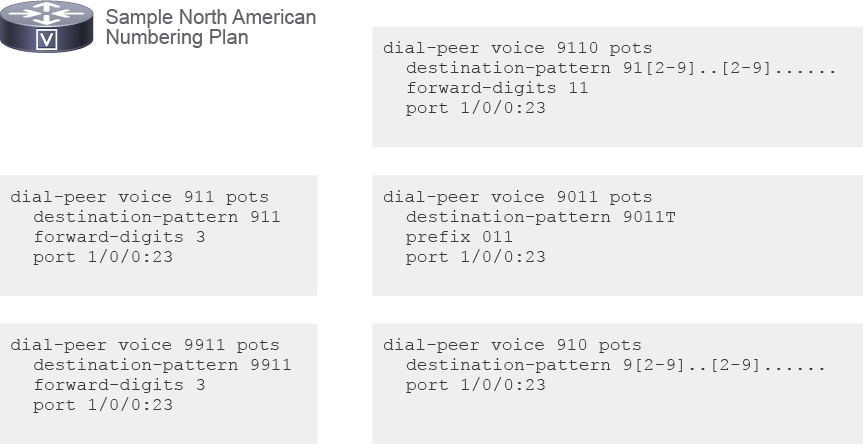 Sample North American
Numbering Plan
V
dial-peer voice 9110 pots
destination-pattern 91[2-9]..[2-9]......
forward-digits 11
port 1/0/0:23
dial-peer voice 911 pots
destination-pattern 911
forward-digits 3
port 1/0/0:23
dial-peer voice 9011 pots
destination-pattern 9011T
prefix 011
port 1/0/0:23
dial-peer voice 9911 pots
destination-pattern 9911
forward-digits 3
port 1/0/0:23
dial-peer voice 910 pots
destination-pattern 9[2-9]..[2-9]......
port 1/0/0:23